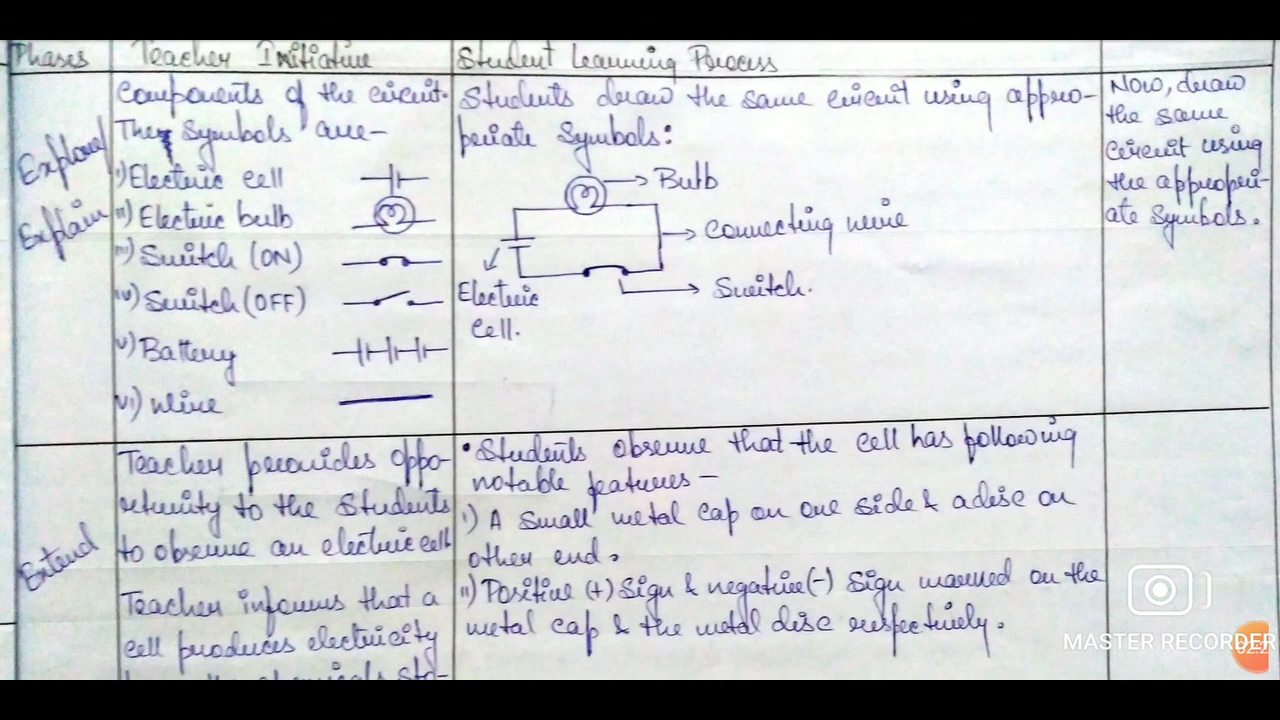 Phases
Teacher Initiative
Student Learning Process
Explore/
Explain
Components of the circuit.
They Symbols are-
i) Electric cell
ii) Electric bulb
iii) Switch (ON)
iv) Switch (OFF)
v) Battery
vi) Wire
Students draw the same circuit using appro-
priate Symbols:
Bulb
Connecting wire
Switch.
Electric
Cell.
Now, draw
the same
circuit using
the appropri-
ate Symbols.
Extend
Teacher provides oppo-
rtunity to the Students
to observe an electric cell
Teacher informs that a
cell produces electricity
• Students observe that the cell has following
notable features -
i) A small metal cap on one side & a disc on
other end.
ii) Positive (+) Sign & negative (-) Sign marked on the
metal cap & the metal disc respectively.
MASTER RECORDER
02:2